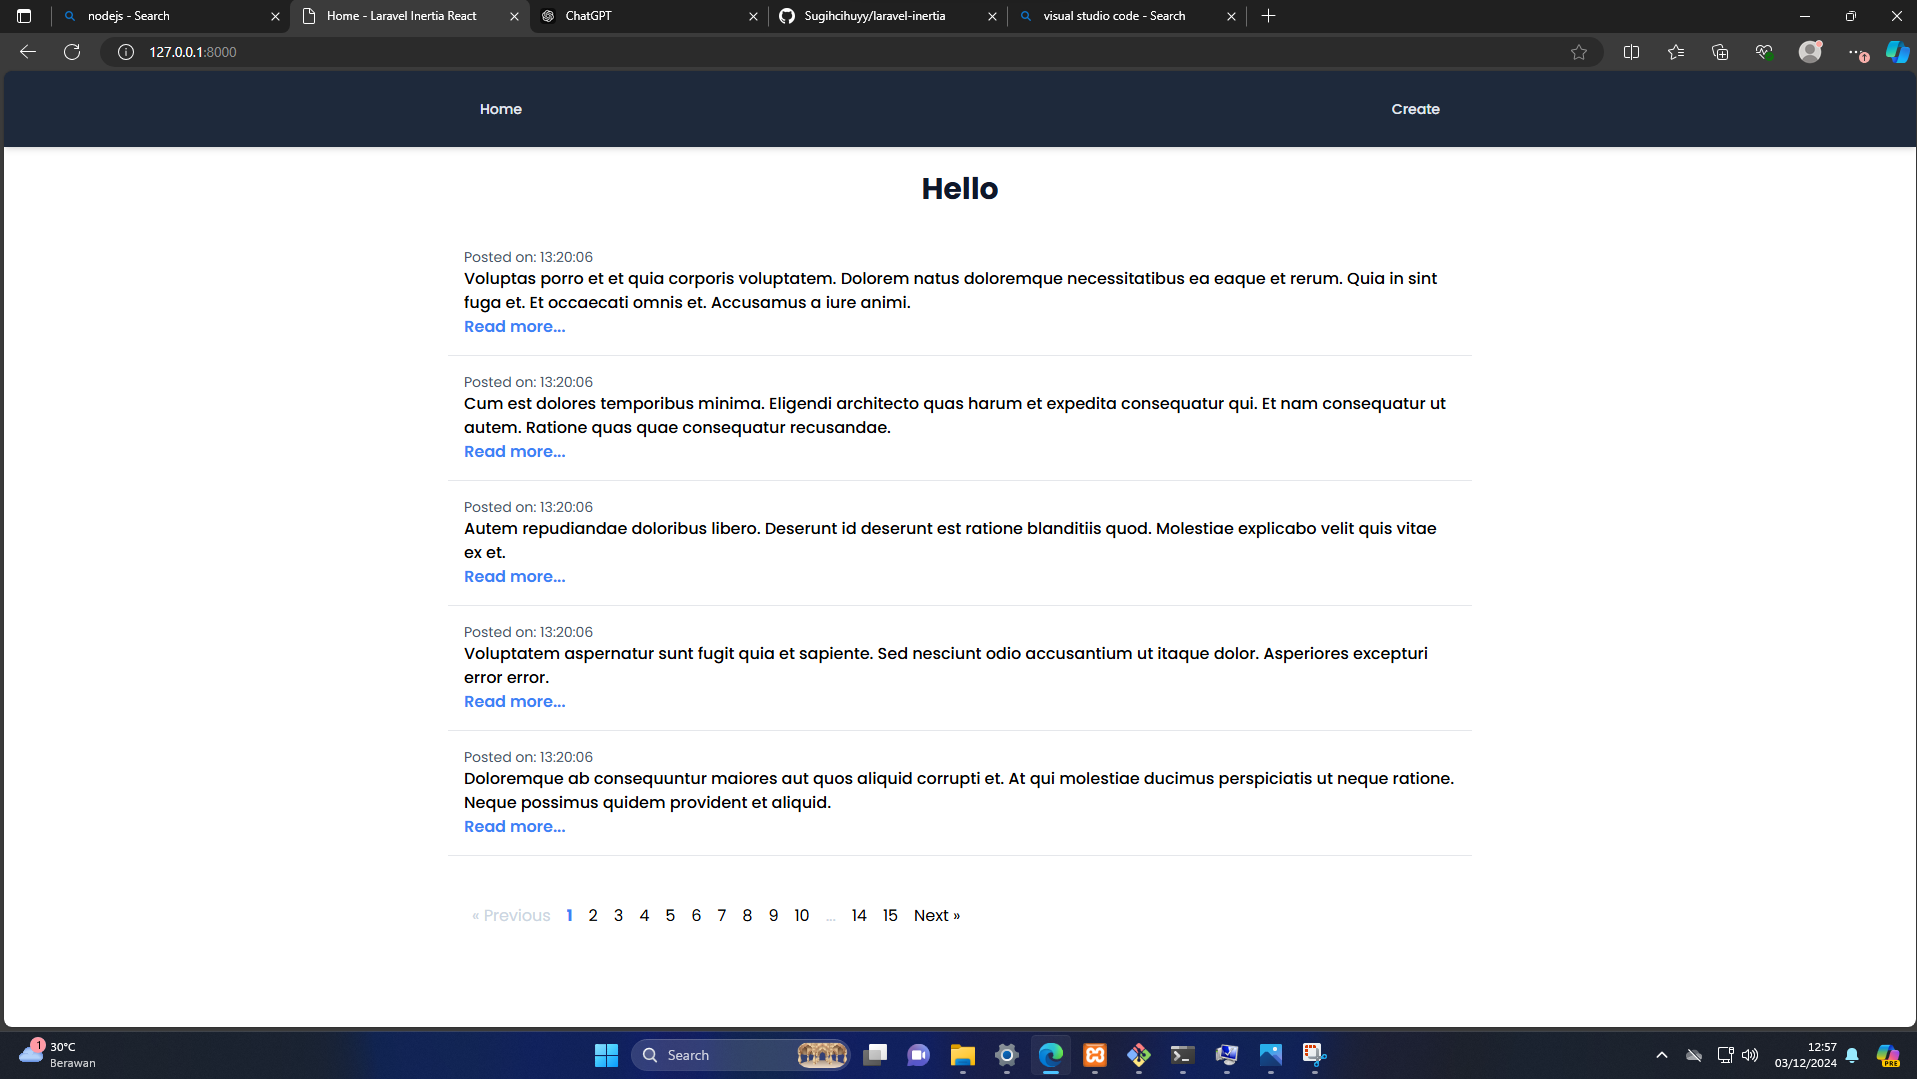 nodejs - Search
Home - Laravel Inertia React
ChatGPT
Sugihcihuyy/laravel-inertia
visual studio code - Search
127.0.0.1:8000
1
Home
Create
Hello
Posted on: 13:20:06
Voluptas porro et et quia corporis voluptatem. Dolorem natus doloremque necessitatibus ea eaque et rerum. Quia in sint
fuga et. Et occaecati omnis et. Accusamus a iure animi.
Read more...
Posted on: 13:20:06
Cum est dolores temporibus minima. Eligendi architecto quas harum et expedita consequatur qui. Et nam consequatur ut
autem. Ratione quas quae consequatur recusandae.
Read more...
Posted on: 13:20:06
Autem repudiandae doloribus libero. Deserunt id deserunt est ratione blanditiis quod. Molestiae explicabo velit quis vitae
ex et.
Read more...
Posted on: 13:20:06
Voluptatem aspernatur sunt fugit quia et sapiente. Sed nesciunt odio accusantium ut itaque dolor. Asperiores excepturi
error error.
Read more...
Posted on: 13:20:06
Doloremque ab consequuntur maiores aut quos aliquid corrupti et. At qui molestiae ducimus perspiciatis ut neque ratione.
Neque possimus quidem provident et aliquid.
Read more...
« Previous 1 2 3 4 5 6 7 8 9 10 ... 14 15 Next »
1
30°C
Berawan
Search
12:57
03/12/2024
PRE